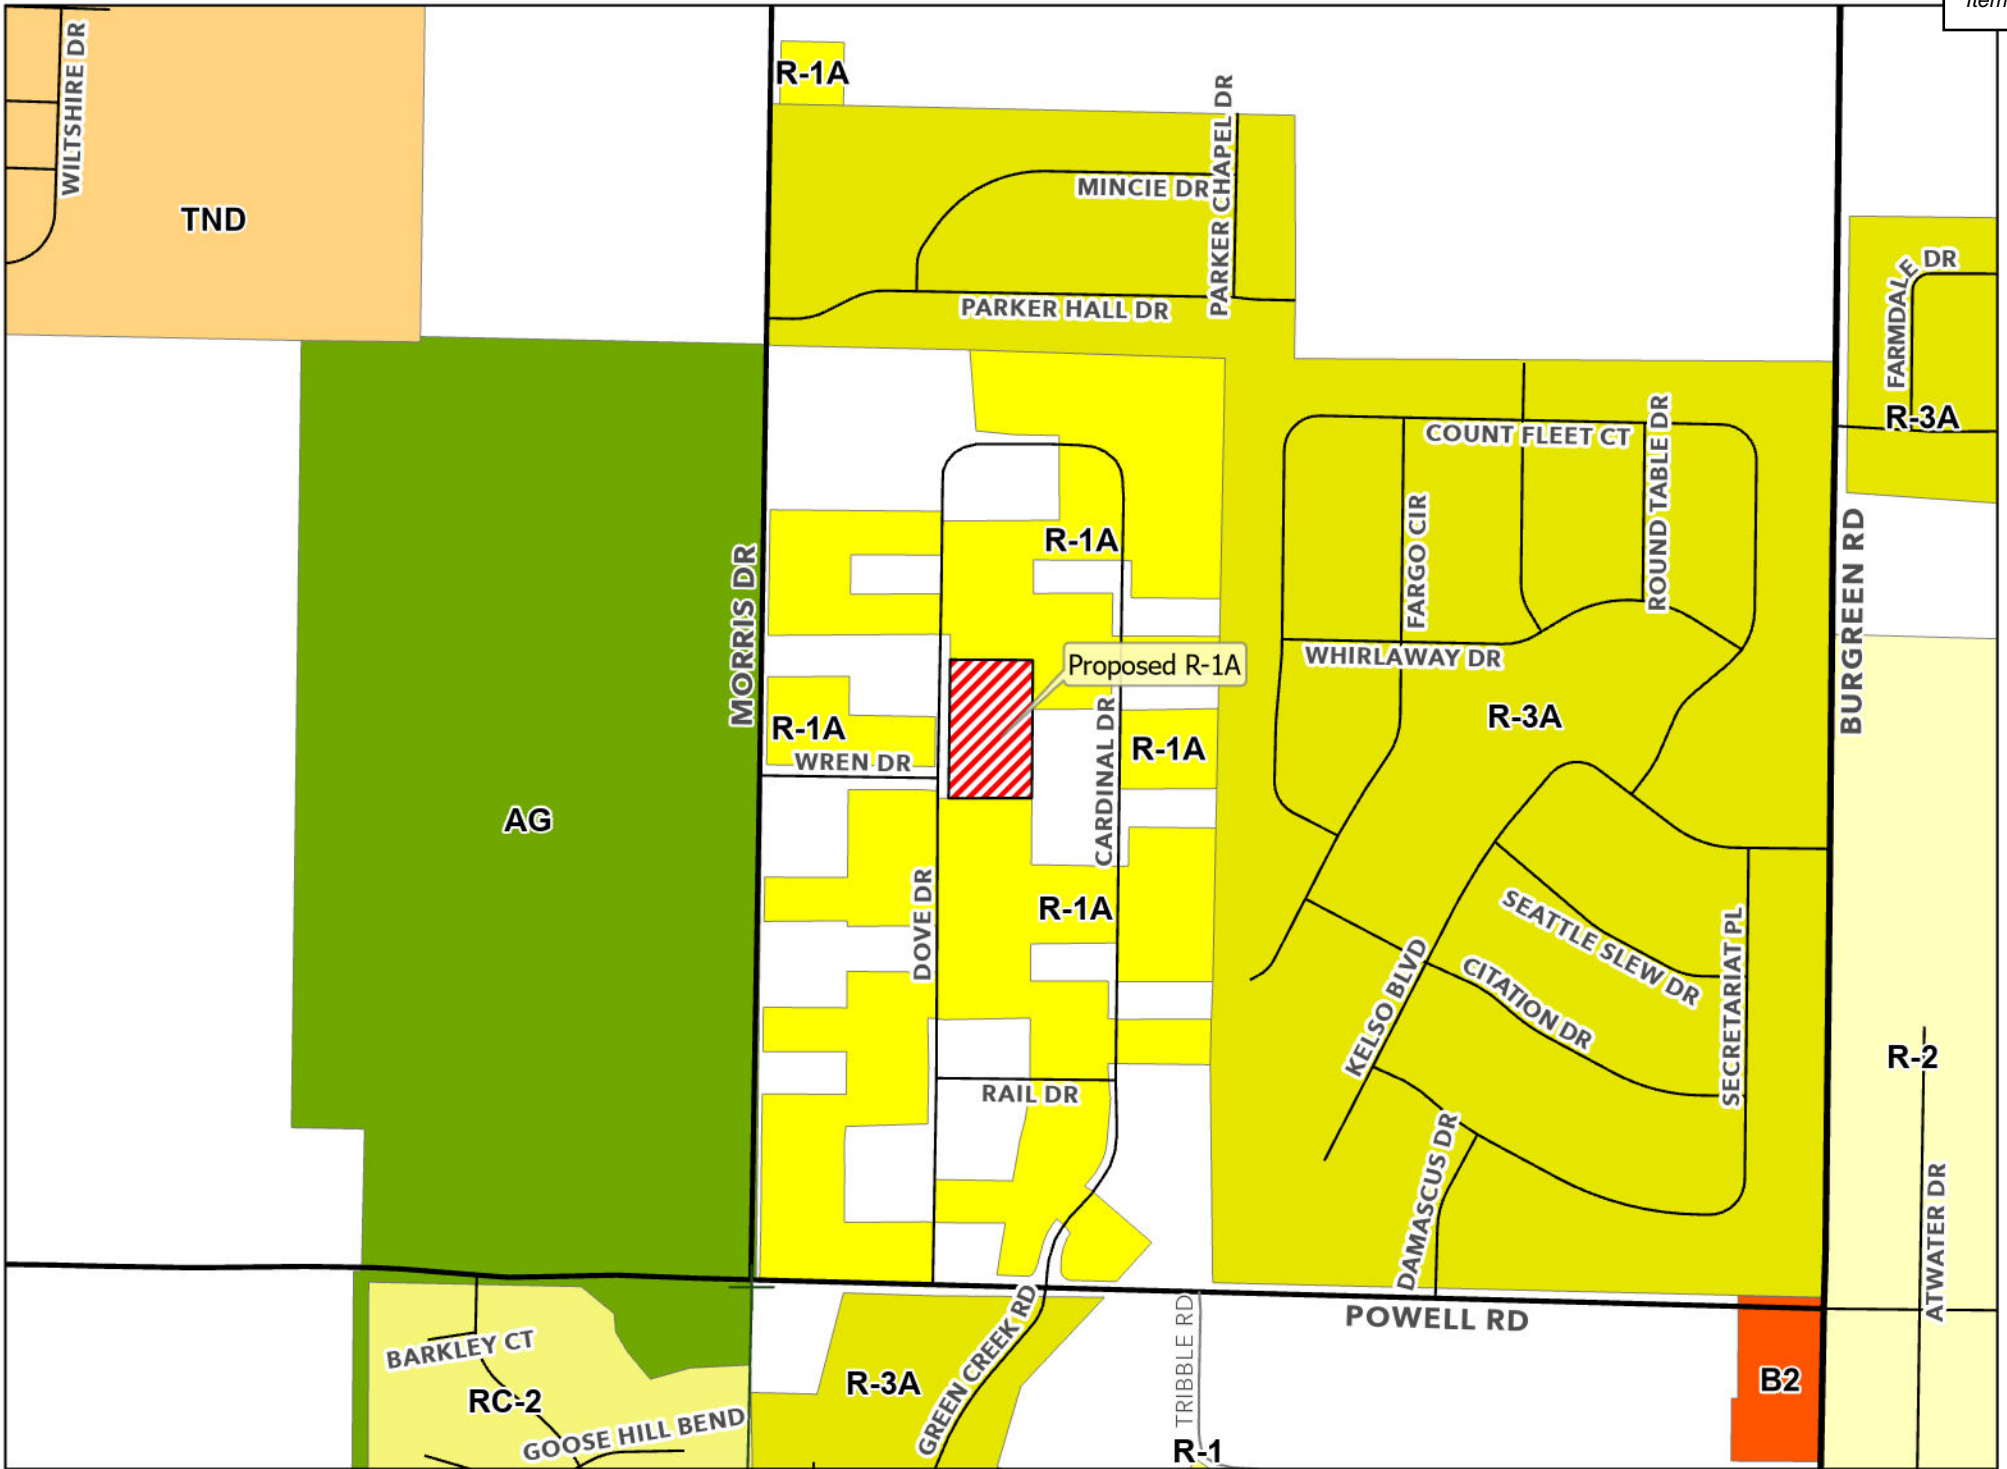 Item
WILTSHIRE DR
R-1A
PARKER CHAPEL DR
MINCIE DR
TND
FARMDALE DR
PARKER HALL DR
R-3A
COUNT FLEET CT
ROUND TABLE DR
FARGO CIR
R-1A
MORRIS DR
BURGREEN RD
WHIRLAWAY DR
Proposed R-1A
R-3A
R-1A
WREN DR
CARDINAL DR
R-1A
AG
DOVE DR
R-1A
SEATTLE SLEW DR
SECRETARIAT PL
KELSO BLVD
CITATION DR
R-2
RAIL DR
DAMASCUS DR
ATWATER DR
POWELL RD
BARKLEY CT
GREEN CREEK RD
TRIBBLE RD
R-3A
B2
RC-2
GOOSE HILL BEND
R-1